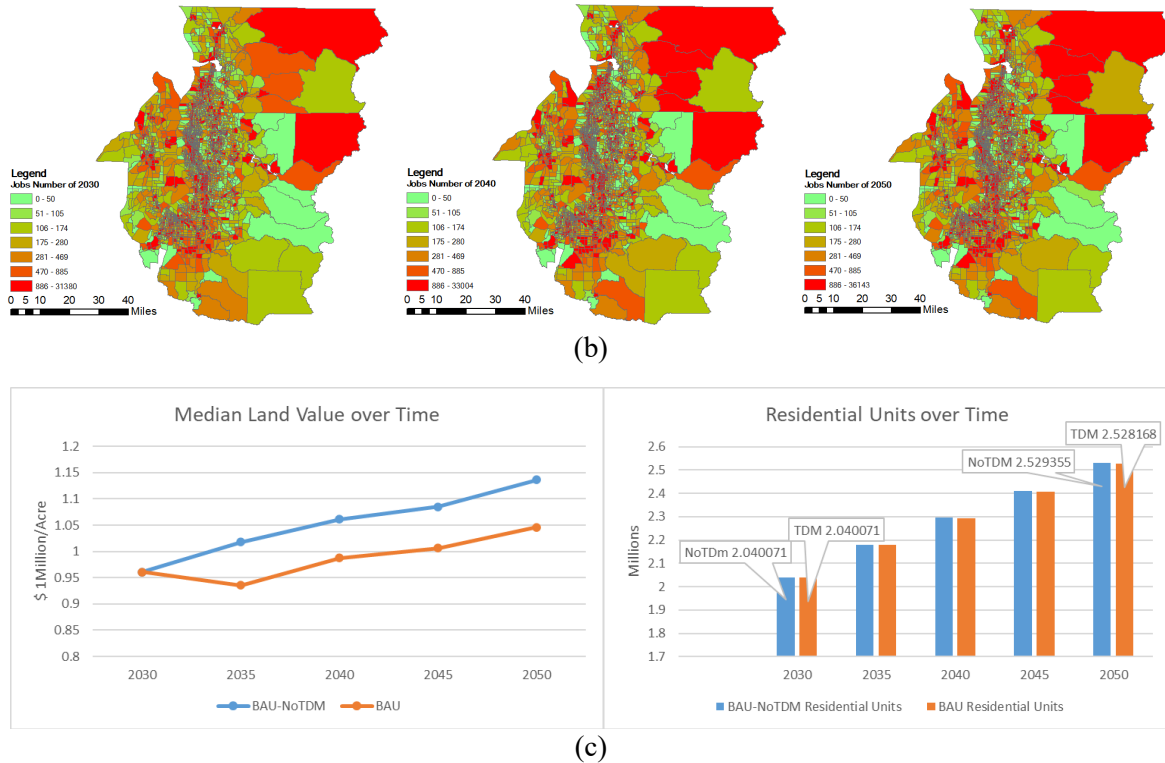 Legend
Jobs Number of 2030
0 - 50
51 - 105
106 - 174
175 - 280
281 - 469
470 - 885
886 - 31380
0 5 10 20 30 40
Miles
Legend
Jobs Number of 2040
0 - 50
51 - 105
106 - 174
175 - 280
281 - 469
470 - 885
886 - 33004
0 5 10 20 30 40
Miles
Legend
Jobs Number of 2050
0 - 50
51 - 105
106 - 174
175 - 280
281 - 469
470 - 885
886 - 36143
0 5 10 20 30 40
Miles
(b)
Median Land Value over Time
$ 1Million/Acre
1.2
1.15
1.1
1.05
1
0.95
0.9
0.85
0.8
2030 2035 2040 2045 2050
BAU-NoTDM BAU
Residential Units over Time
Millions
2.6
2.5
2.4
2.3
2.2
2.1
2
1.9
1.8
1.7
NoTDm 2.040071
TDM 2.040071
NoTDM 2.529355
TDM 2.528168
2030 2035 2040 2045 2050
BAU-NoTDM Residential Units BAU Residential Units
(c)